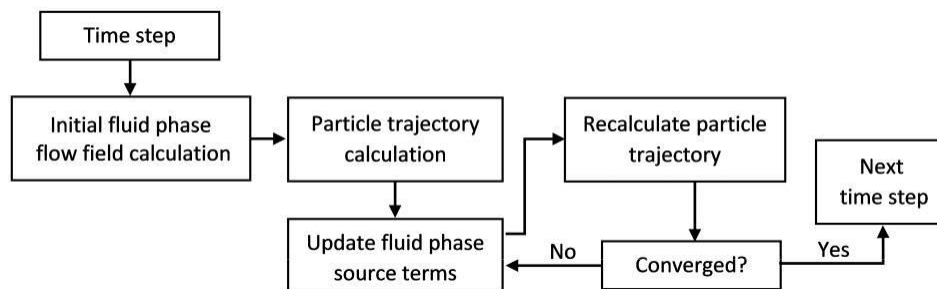 Time step
Initial fluid phase
flow field calculation
Particle trajectory
calculation
Update fluid phase
source terms
Recalculate particle
trajectory
Converged?
No
Yes
Next
time step